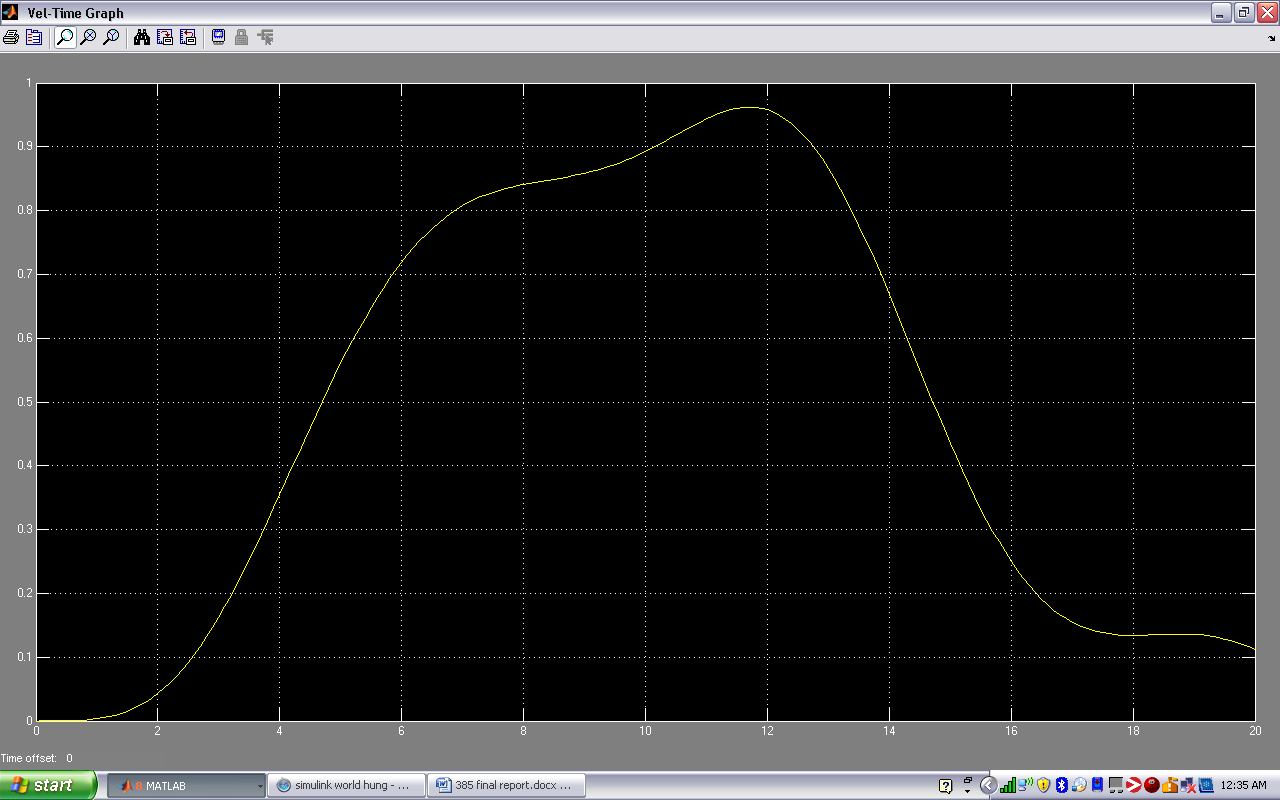 Vel-Time Graph
1
0.9
0.8
0.7
0.6
0.5
0.4
0.3
0.2
0.1
0
0 2 4 6 8 10 12 14 16 18 20
Time offset: 0
start 8 MATLAB simulink world hung - ... 385 final report.docx ... 12:35 AM